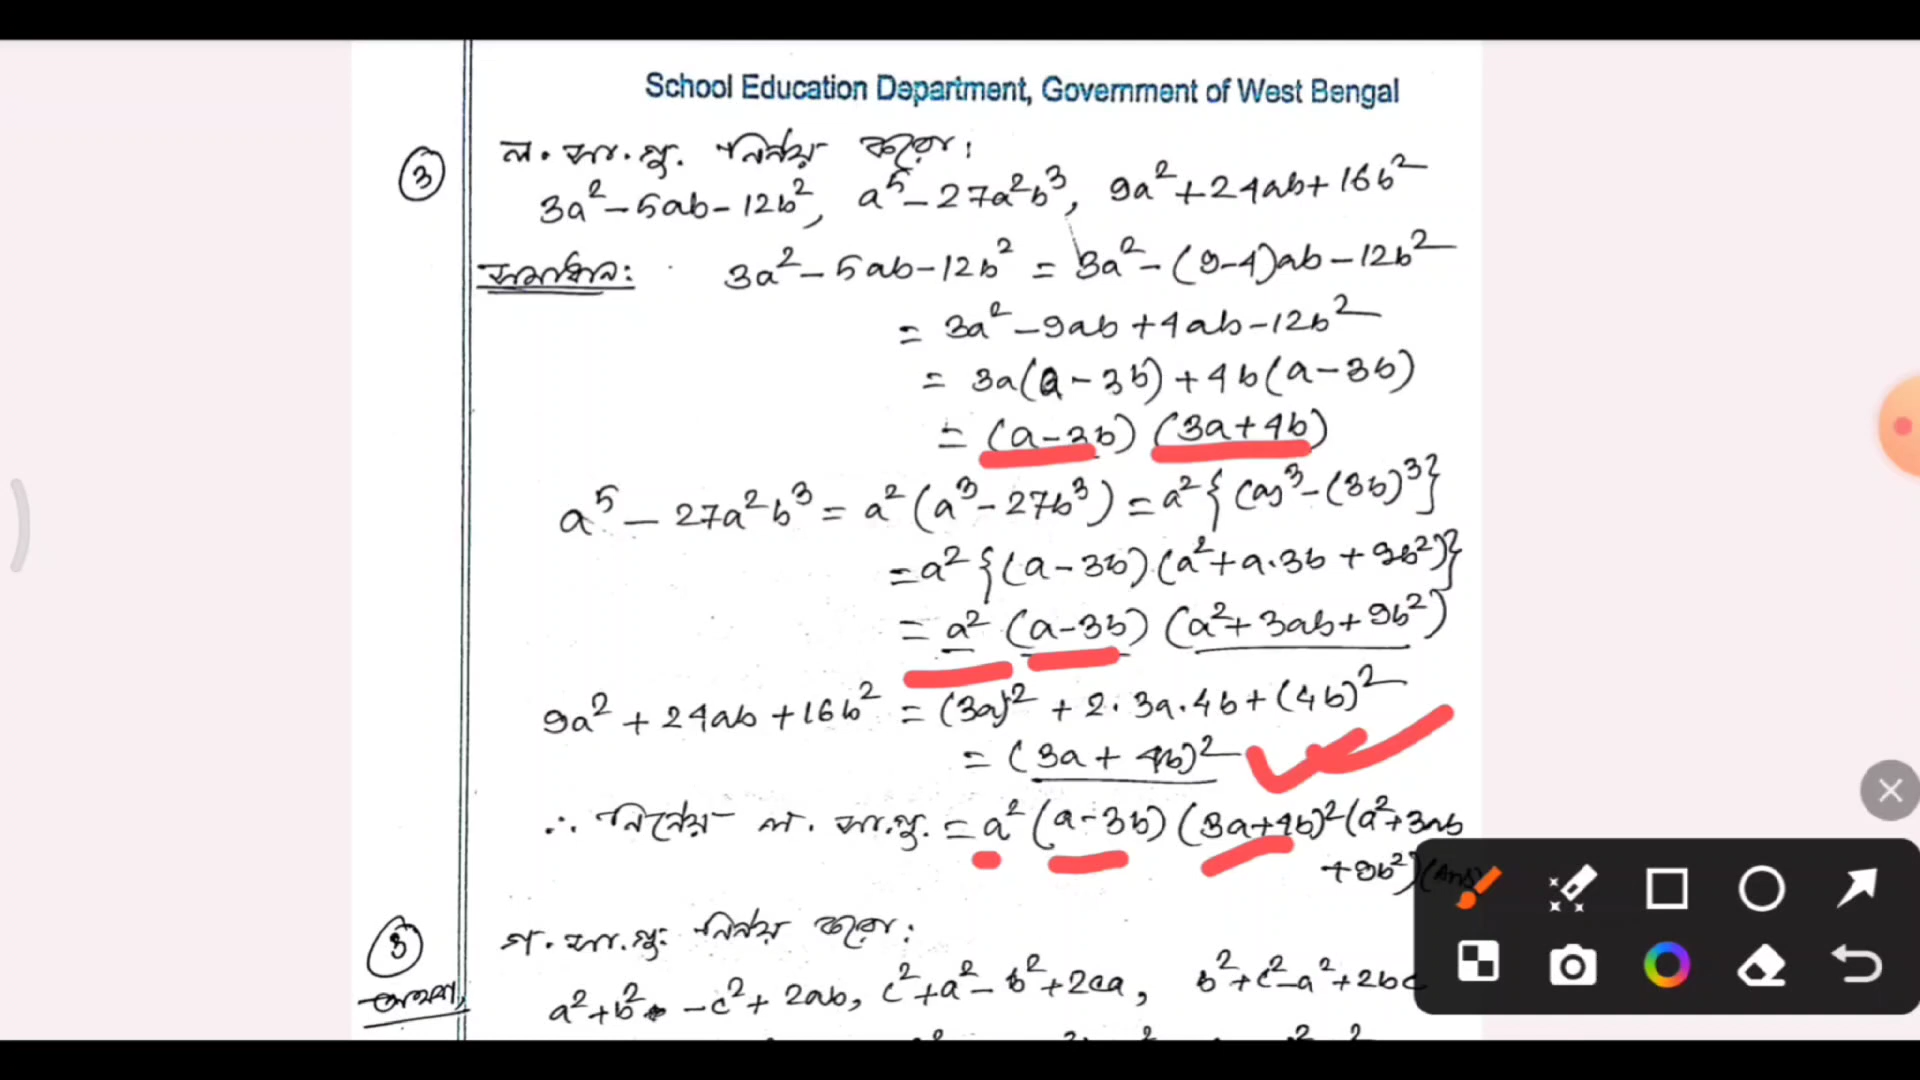 School Education Department, Government of West Bengal
③ ল. সা. গু. নির্ণয় করো।
3a² – 5ab – 12b², a⁵ – 27a²b³, 9a² + 24ab + 16b²
সমাধান: 3a² – 5ab – 12b² = 3a² – (9-4)ab – 12b²
= 3a² – 9ab + 4ab – 12b²
= 3a(a – 3b) + 4b(a – 3b)
= (a – 3b) (3a + 4b)
a⁵ – 27a²b³ = a²(a³ – 27b³) = a²{(a)³ – (3b)³}
= a²{(a – 3b)(a² + a.3b + 9b²)}
= a² (a – 3b) (a² + 3ab + 9b²)
9a² + 24ab + 16b² = (3a)² + 2.3a.4b + (4b)²
= (3a + 4b)²
∴ নির্ণেয় ল. সা.গু. = a² (a – 3b) (3a + 4b)² (a² + 3ab
+ 9b²) (Ans)
গ. সা. গু. নির্ণয় করো:
অথবা,
a² + b² – c² + 2ab, c² + a² – b² + 2ca, b² + c² – a² + 2bc